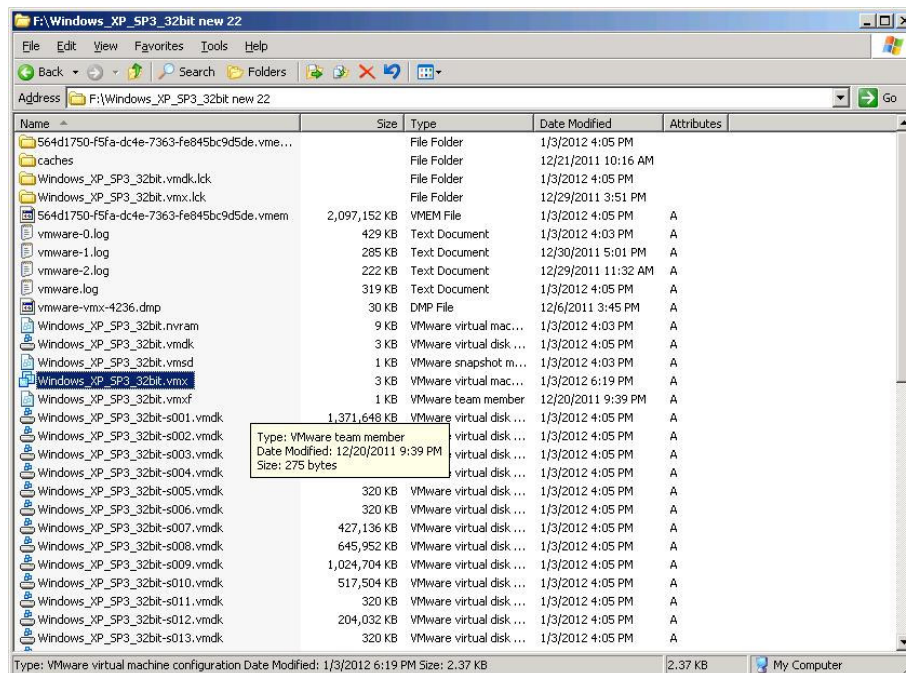 F:\Windows_XP_SP3_32bit new 22
File Edit View Favorites Tools Help
Back Search Folders
Address F:\Windows_XP_SP3_32bit new 22 Go
Name Size Type Date Modified Attributes
564d1750-f5fa-dc4e-7363-fe845bc9d5de.vme... File Folder 1/3/2012 4:05 PM
caches File Folder 12/21/2011 10:16 AM
Windows_XP_SP3_32bit.vmdk.lck File Folder 1/3/2012 4:05 PM
Windows_XP_SP3_32bit.vmx.lck File Folder 12/29/2011 3:51 PM
564d1750-f5fa-dc4e-7363-fe845bc9d5de.vmem 2,097,152 KB VMEM File 1/3/2012 4:05 PM A
vmware-0.log 429 KB Text Document 1/3/2012 4:03 PM A
vmware-1.log 285 KB Text Document 12/30/2011 5:01 PM A
vmware-2.log 222 KB Text Document 12/29/2011 11:32 AM A
vmware.log 319 KB Text Document 1/3/2012 4:05 PM A
vmware-vmx-4236.dmp 30 KB DMP File 12/6/2011 3:45 PM A
Windows_XP_SP3_32bit.nvram 9 KB VMware virtual mac... 1/3/2012 4:03 PM A
Windows_XP_SP3_32bit.vmdk 3 KB VMware virtual disk ... 1/3/2012 4:05 PM A
Windows_XP_SP3_32bit.vmsd 1 KB VMware snapshot m... 1/3/2012 4:03 PM A
Windows_XP_SP3_32bit.vmx 3 KB VMware virtual mac... 1/3/2012 6:19 PM A
Windows_XP_SP3_32bit.vmxf 1 KB VMware team member 12/20/2011 9:39 PM A
Windows_XP_SP3_32bit-s001.vmdk 1,371,648 KB VMware virtual disk ... 1/3/2012 4:05 PM A
Windows_XP_SP3_32bit-s002.vmdk virtual disk ... 1/3/2012 4:05 PM A
Windows_XP_SP3_32bit-s003.vmdk virtual disk ... 1/3/2012 4:05 PM A
Windows_XP_SP3_32bit-s004.vmdk virtual disk ... 1/3/2012 4:05 PM A
Type: VMware team member
Date Modified: 12/20/2011 9:39 PM
Size: 275 bytes
Windows_XP_SP3_32bit-s005.vmdk 320 KB VMware virtual disk ... 1/3/2012 4:05 PM A
Windows_XP_SP3_32bit-s006.vmdk 320 KB VMware virtual disk ... 1/3/2012 4:05 PM A
Windows_XP_SP3_32bit-s007.vmdk 427,136 KB VMware virtual disk ... 1/3/2012 4:05 PM A
Windows_XP_SP3_32bit-s008.vmdk 645,952 KB VMware virtual disk ... 1/3/2012 4:05 PM A
Windows_XP_SP3_32bit-s009.vmdk 1,024,704 KB VMware virtual disk ... 1/3/2012 4:05 PM A
Windows_XP_SP3_32bit-s010.vmdk 517,504 KB VMware virtual disk ... 1/3/2012 4:05 PM A
Windows_XP_SP3_32bit-s011.vmdk 320 KB VMware virtual disk ... 1/3/2012 4:05 PM A
Windows_XP_SP3_32bit-s012.vmdk 204,032 KB VMware virtual disk ... 1/3/2012 4:05 PM A
Windows_XP_SP3_32bit-s013.vmdk 320 KB VMware virtual disk ... 1/3/2012 4:05 PM A
Type: VMware virtual machine configuration Date Modified: 1/3/2012 6:19 PM Size: 2.37 KB 2.37 KB My Computer